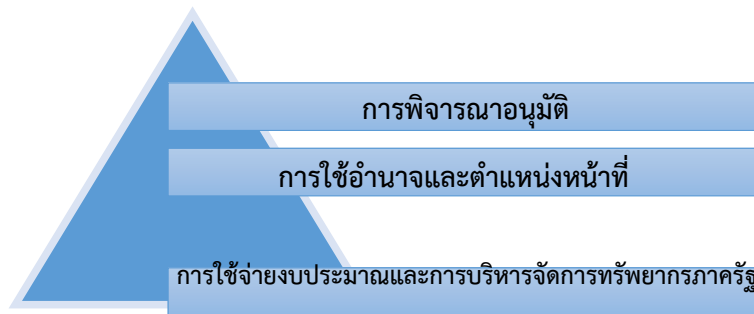 การพิจารณาอนุมัติ
การใช้อำนาจและตำแหน่งหน้าที่
การใช้จ่ายงบประมาณและการบริหารจัดการทรัพยากรภาครัฐ